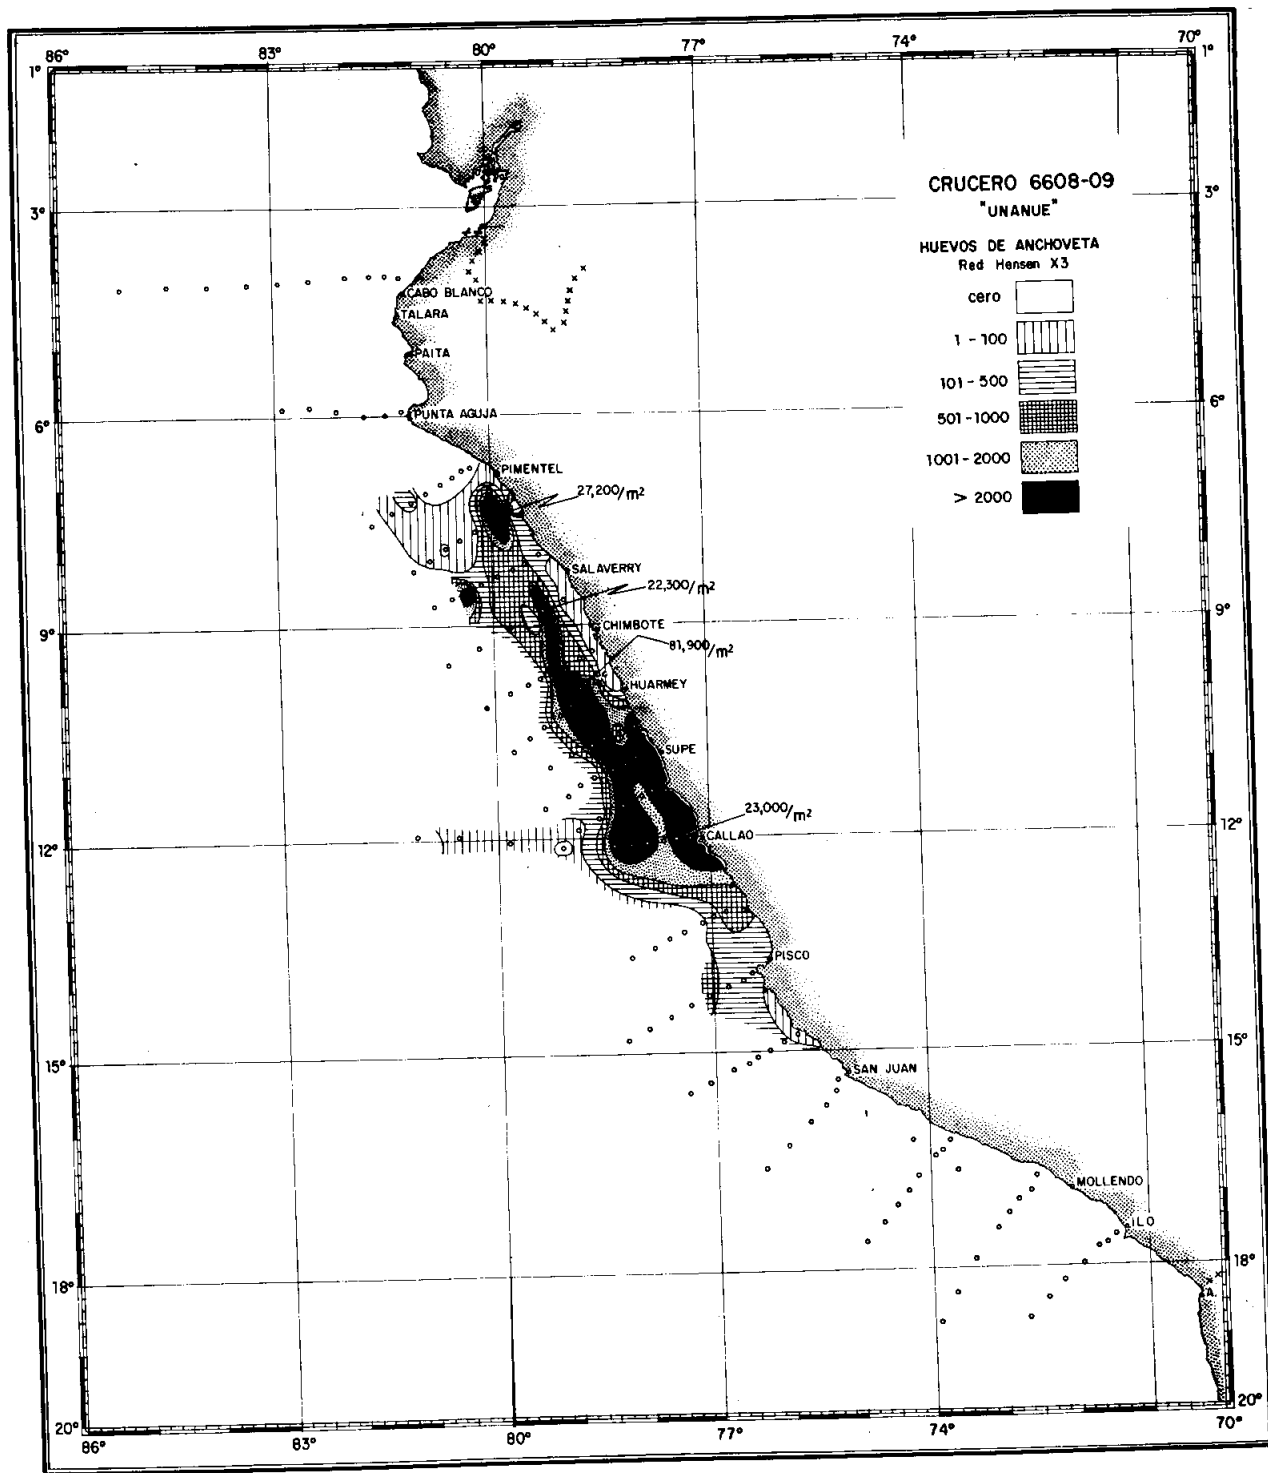 86° 83° 80° 77° 74° 70°
1° 1°
CRUCERO 6608-09
"UNANUE"
HUEVOS DE ANCHOVETA
Red Hensen X3
cero
1 - 100
101 - 500
501 - 1000
1001 - 2000
> 2000
3° 3°
CABO BLANCO
TALARA
PAITA
PUNTA AGUJA
6° 6°
PIMENTEL
27,200/m²
SALAVERRY
22,300/m²
9° 9°
CHIMBOTE
81,900/m²
HUARMEY
SUPE
23,000/m²
CALLAO
12° 12°
PISCO
15° 15°
SAN JUAN
MOLLENDO
ILO
18° 18°
A.
20° 20°
86° 83° 80° 77° 74° 70°